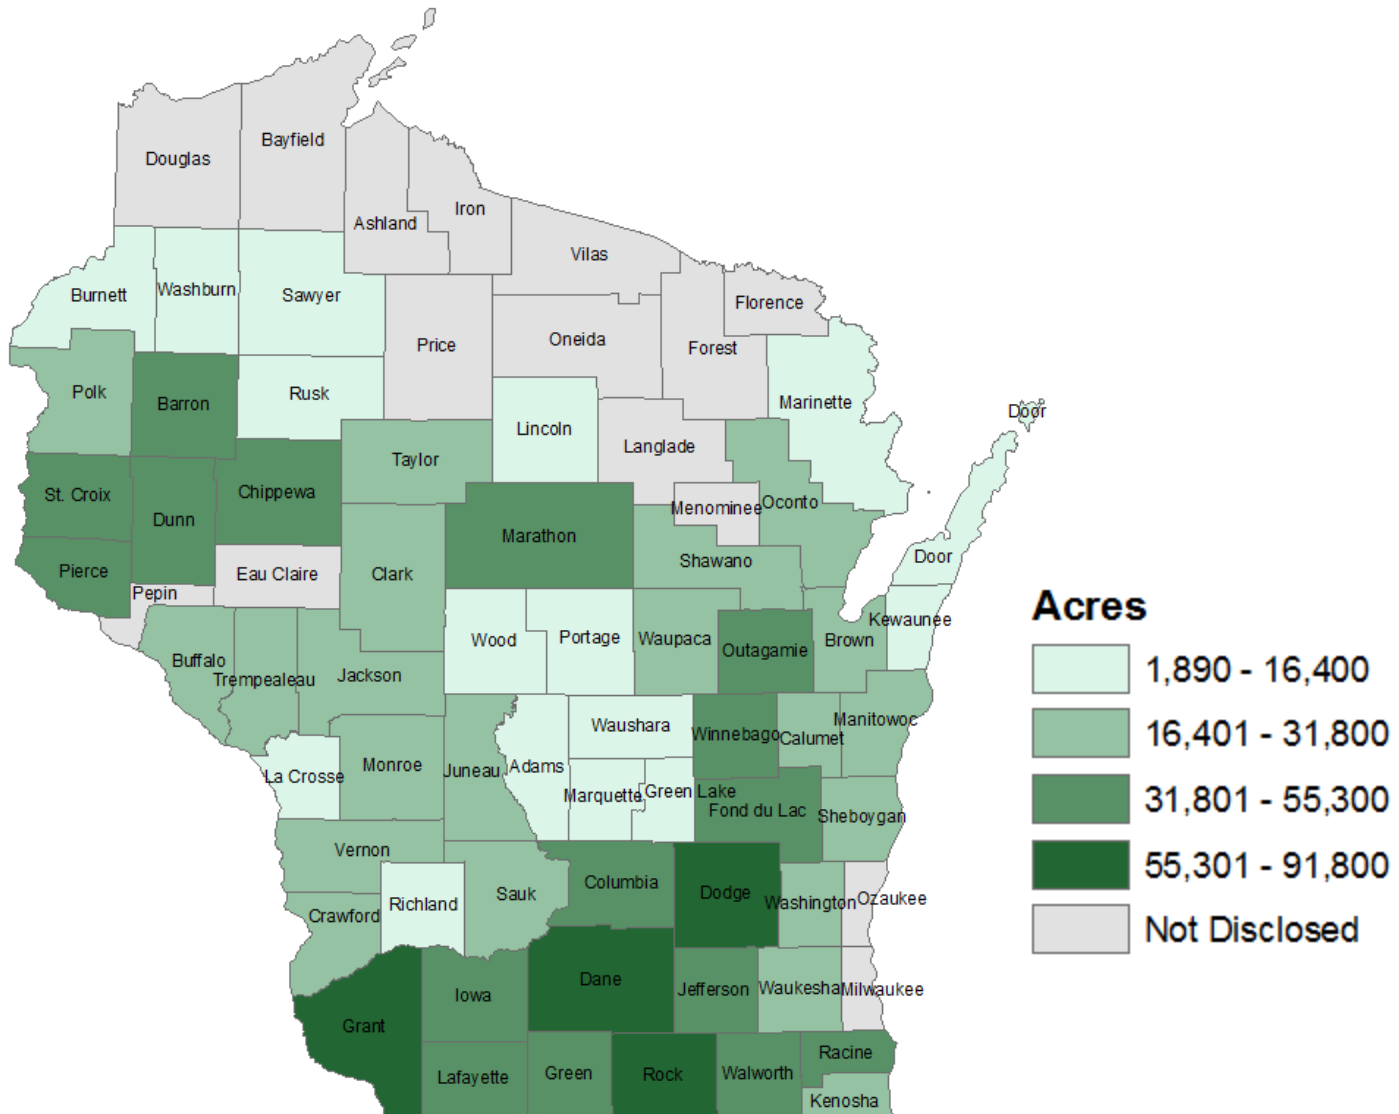 Bayfield
Douglas
Iron
Ashland
Vilas
Washburn
Burnett
Sawyer
Florence
Oneida
Price
Forest
Polk
Rusk
Barron
Marinette
Door
Lincoln
Langlade
Taylor
St. Croix
Chippewa
Dunn
Menominee
Oconto
Marathon
Door
Shawano
Pierce
Eau Claire
Clark
Pepin
Kewaunee
Wood
Portage
Waupaca
Brown
Outagamie
Buffalo
Trempealeau
Jackson
Manitowoc
Waushara
Winnebago
Calumet
Monroe
Juneau
Adams
La Crosse
Marquette
Green Lake
Fond du Lac
Sheboygan
Vernon
Columbia
Dodge
Sauk
Washington
Ozaukee
Richland
Crawford
Dane
Iowa
Jefferson
Waukesha
Milwaukee
Grant
Racine
Lafayette
Green
Rock
Walworth
Kenosha
Acres
1,890 - 16,400
16,401 - 31,800
31,801 - 55,300
55,301 - 91,800
Not Disclosed